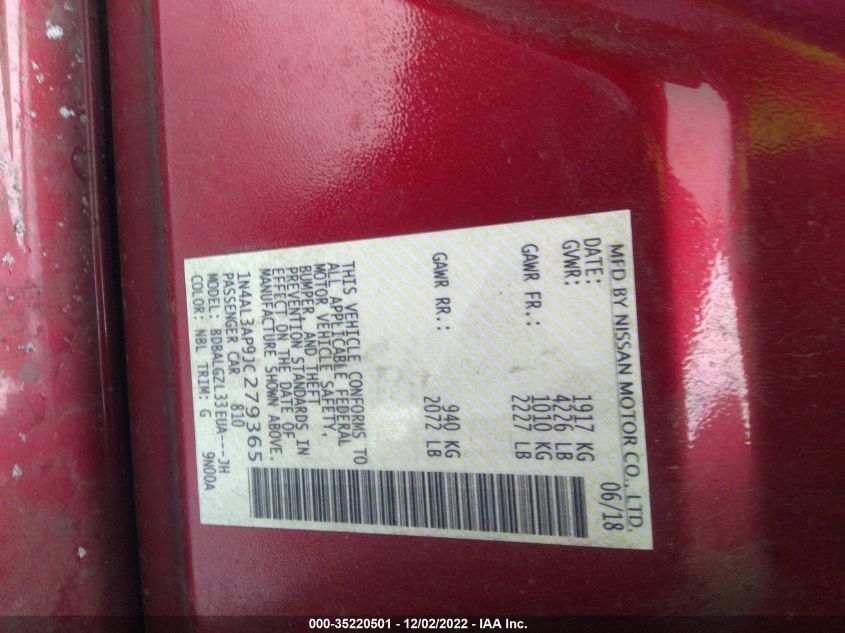 MFD BY NISSAN MOTOR CO., LTD.
DATE: 06/18
GVWR: 1917 KG
4226 LB
GAWR FR.: 1010 KG
2227 LB
GAWR RR.: 940 KG
2072 LB
THIS VEHICLE CONFORMS TO
ALL APPLICABLE FEDERAL
MOTOR VEHICLE SAFETY,
BUMPER, AND THEFT
PREVENTION STANDARDS IN
EFFECT ON THE DATE OF
MANUFACTURE SHOWN ABOVE.
1N4AL3AP9JC279365
PASSENGER CAR 810
MODEL: BDBALGZL33EUA---JH
COLOR: NBL TRIM: G 9N00A
000-35220501 - 12/02/2022 - IAA Inc.